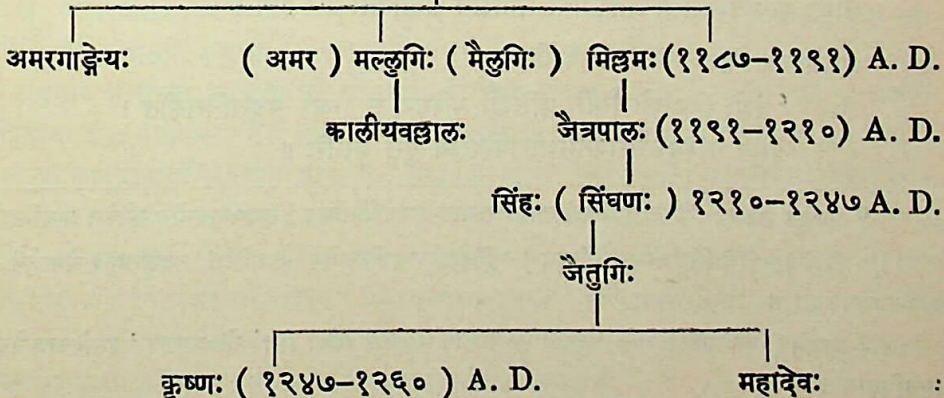 अमरगाङ्गेयः ( अमर ) मल्लुगिः ( मैलुगिः ) मिल्लमः (११८७–११९१) A. D.
कालीयवल्लालः जैत्रपालः (११९१–१२१०) A. D.
सिंहः ( सिंघणः ) १२१०–१२४७ A. D.
जैतुगिः
कृष्णः ( १२४७–१२६० ) A. D. महादेवः :